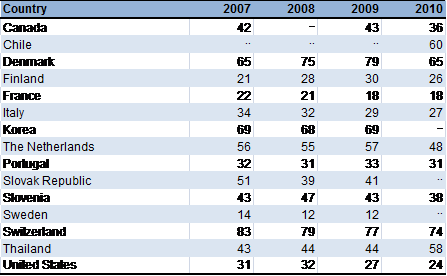 Country 2007 2008 2009 2010
Canada 42 – 43 36
Chile .. .. .. 60
Denmark 65 75 79 65
Finland 21 28 30 26
France 22 21 18 18
Italy 34 32 29 27
Korea 69 68 69 –
The Netherlands 56 55 57 48
Portugal 32 31 33 31
Slovak Republic 51 39 41 ..
Slovenia 43 47 43 38
Sweden 14 12 12 ..
Switzerland 83 79 77 74
Thailand 43 44 44 58
United States 31 32 27 24